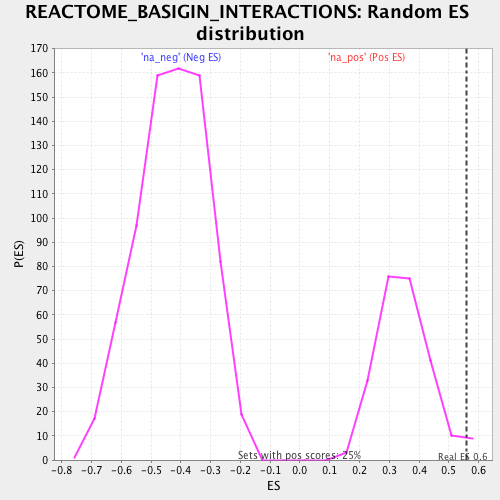 REACTOME_BASIGIN_INTERACTIONS: Random ES
distribution
'na_neg' (Neg ES)
'na_pos' (Pos ES)
170
160
150
140
130
120
110
100
90
80
70
60
50
40
30
20
10
0
P(ES)
Sets with pos scores: 25%
Real ES 0.6
-0.8 -0.7 -0.6 -0.5 -0.4 -0.3 -0.2 -0.1 0.0 0.1 0.2 0.3 0.4 0.5 0.6
ES